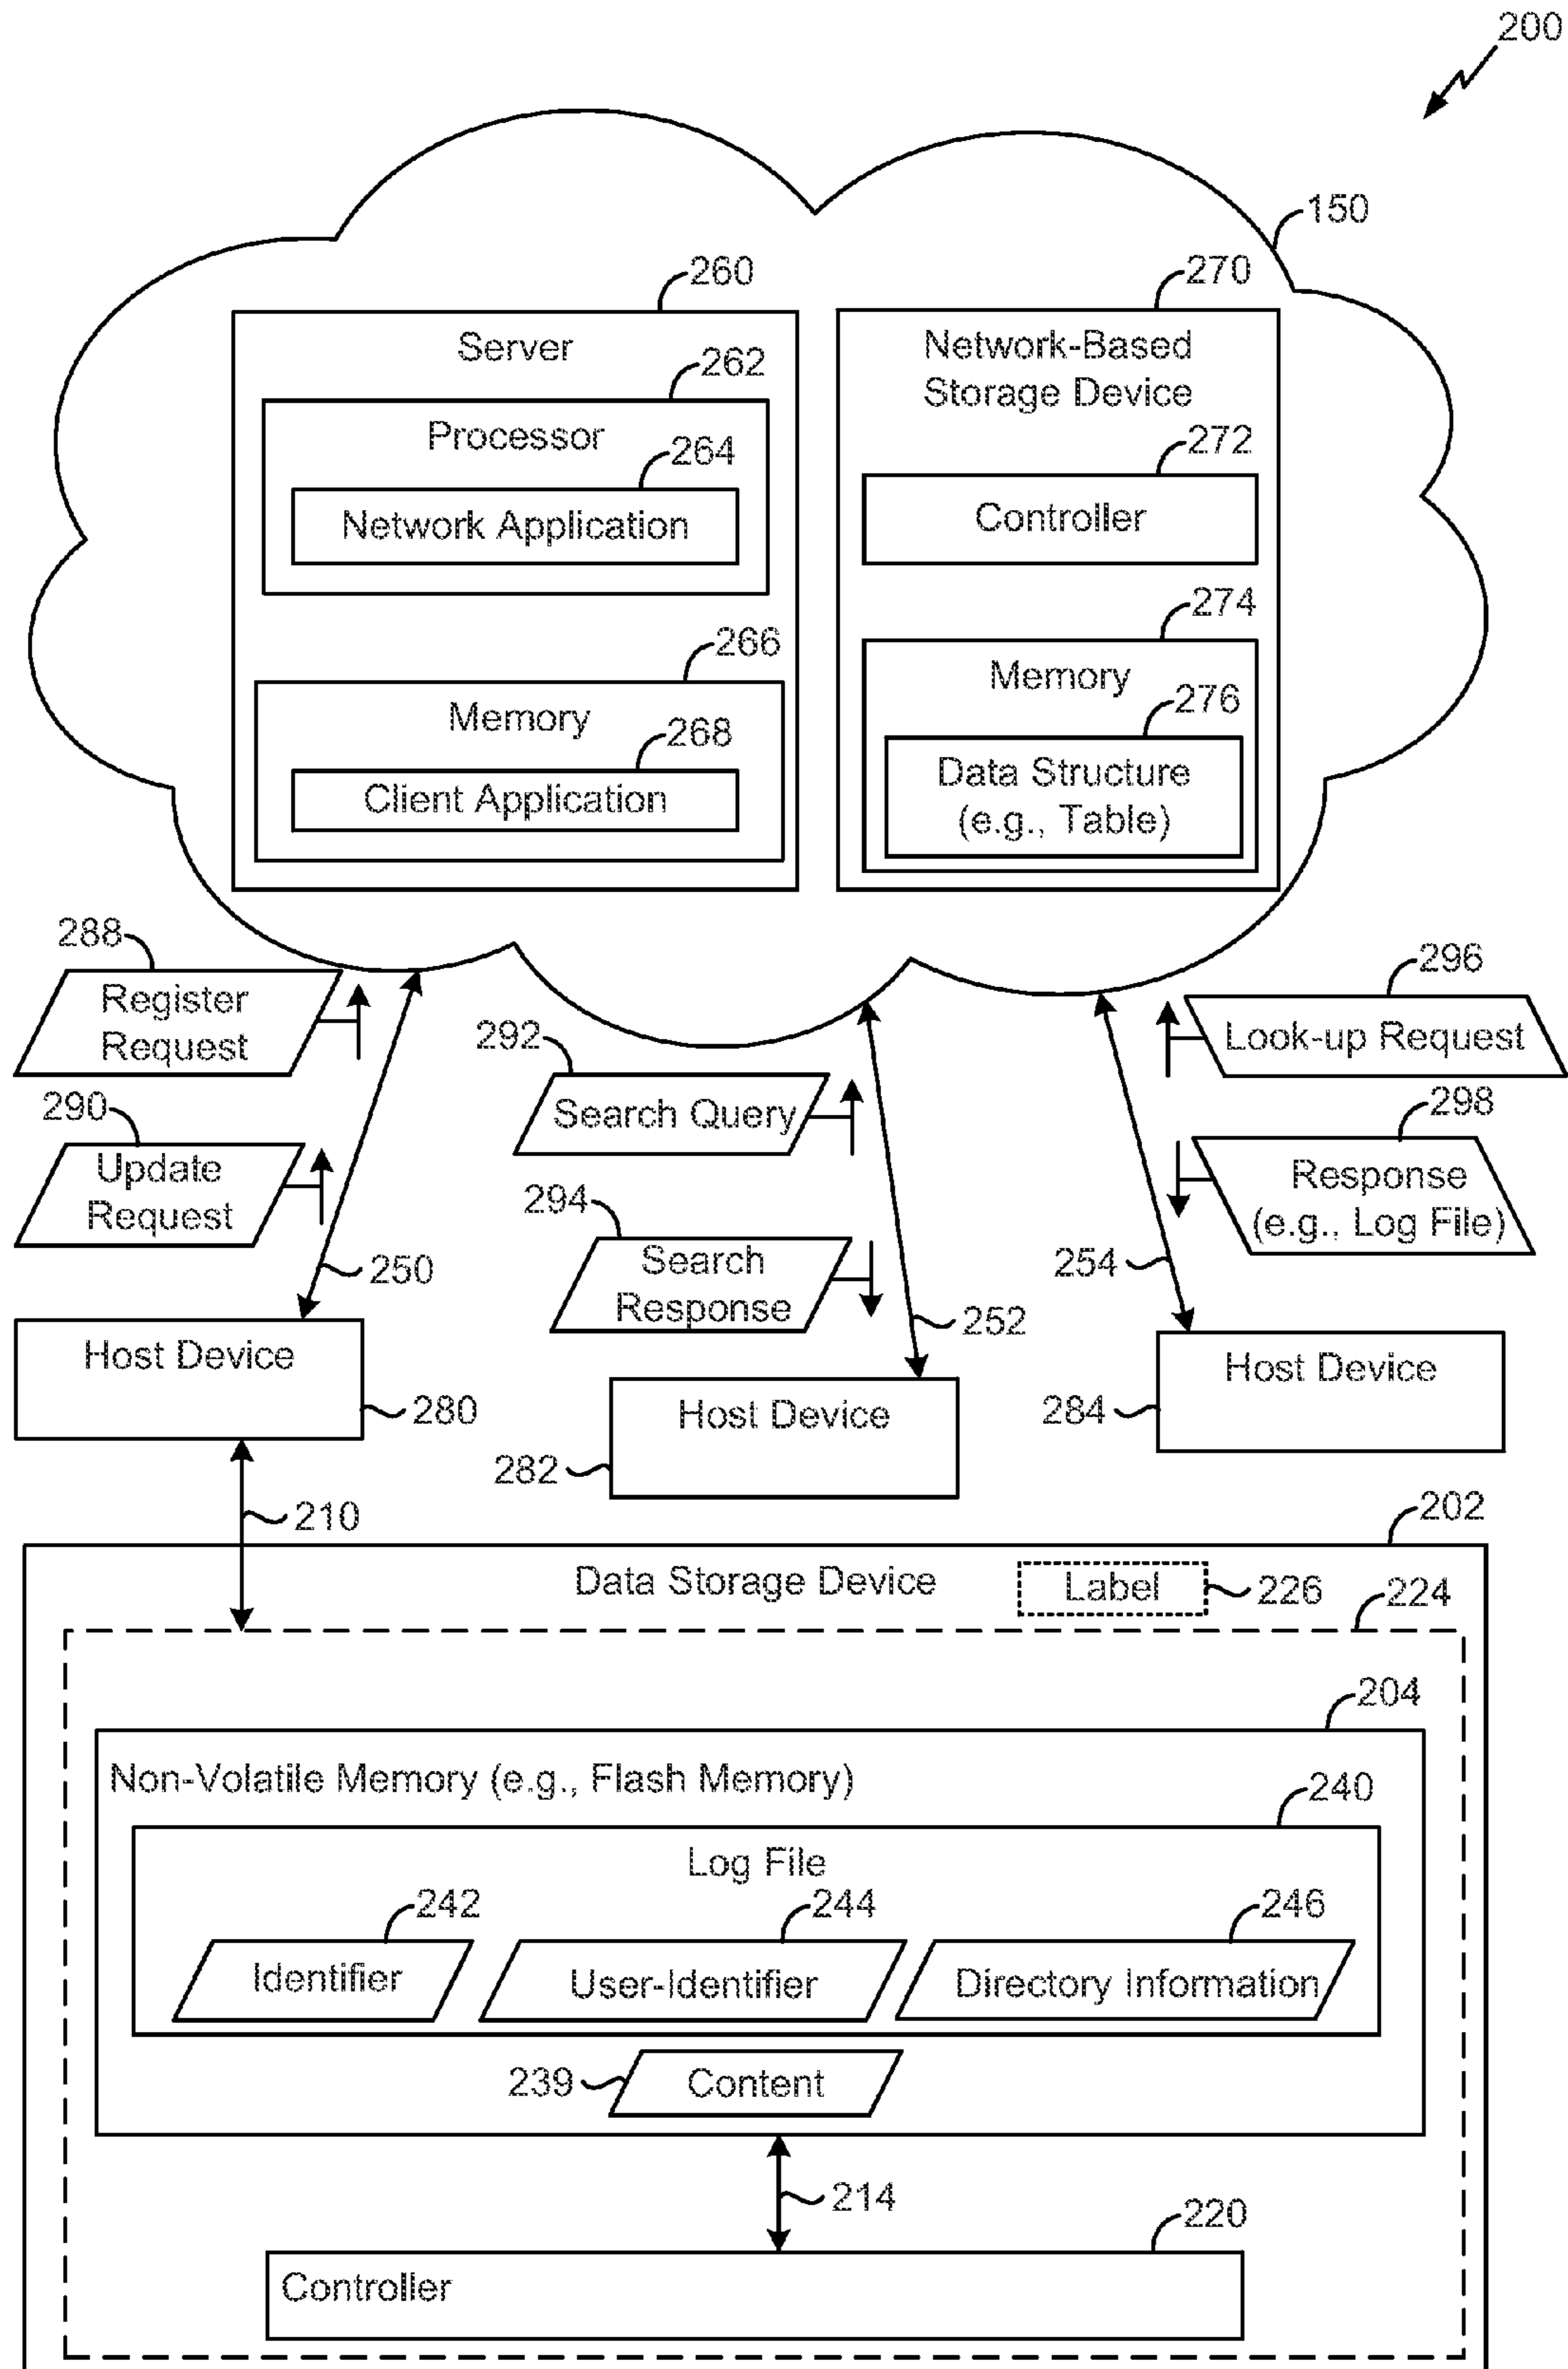 200
150
260
270
Server
Network-Based
Storage Device
262
Processor
264
272
Network Application
Controller
274
266
Memory
Memory
276
268
Data Structure
(e.g., Table)
Client Application
288
Register
Request
296
Look-up Request
292
Search Query
290
Update
Request
298
Response
(e.g., Log File)
294
Search
Response
250
254
252
Host Device
280
Host Device
282
Host Device
284
210
202
Data Storage Device
Label
226
224
204
Non-Volatile Memory (e.g., Flash Memory)
240
Log File
242
244
246
Identifier
User-Identifier
Directory Information
239
Content
214
220
Controller